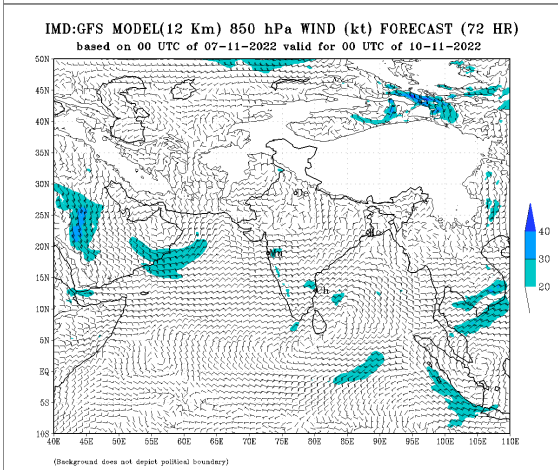 IMD:GFS MODEL(12 Km) 850 hPa WIND (kt) FORECAST (72 HR)
based on 00 UTC of 07-11-2022 valid for 00 UTC of 10-11-2022
50N
45N
40N
35N
30N
25N
20N
15N
10N
5N
EQ
5S
10S
40E 45E 50E 55E 60E 65E 70E 75E 80E 85E 90E 95E 100E 105E 110E
40
30
20
(Background does not depict political boundary)